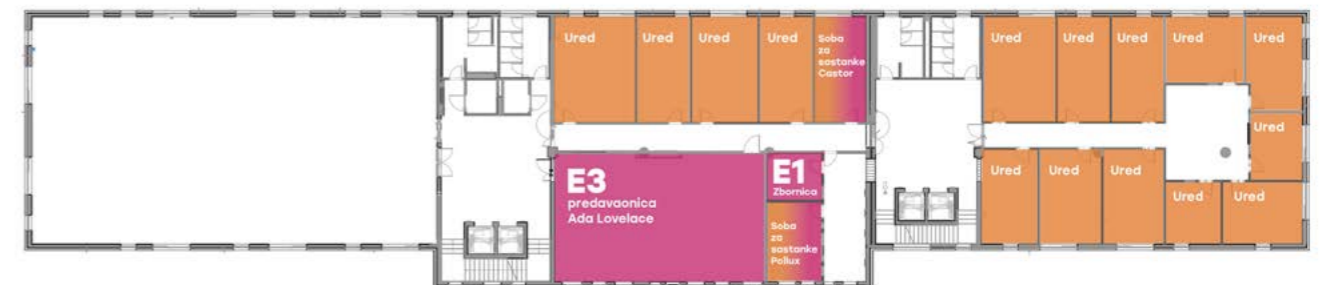 Ured
Ured
Ured
Ured
Soba
za
sastanke
Castor
Ured
Ured
Ured
Ured
Ured
Ured
E3
predavaonica
Ada Lovelace
E1
Zbornica
Soba
za
sastanke
Pollux
Ured
Ured
Ured
Ured
Ured